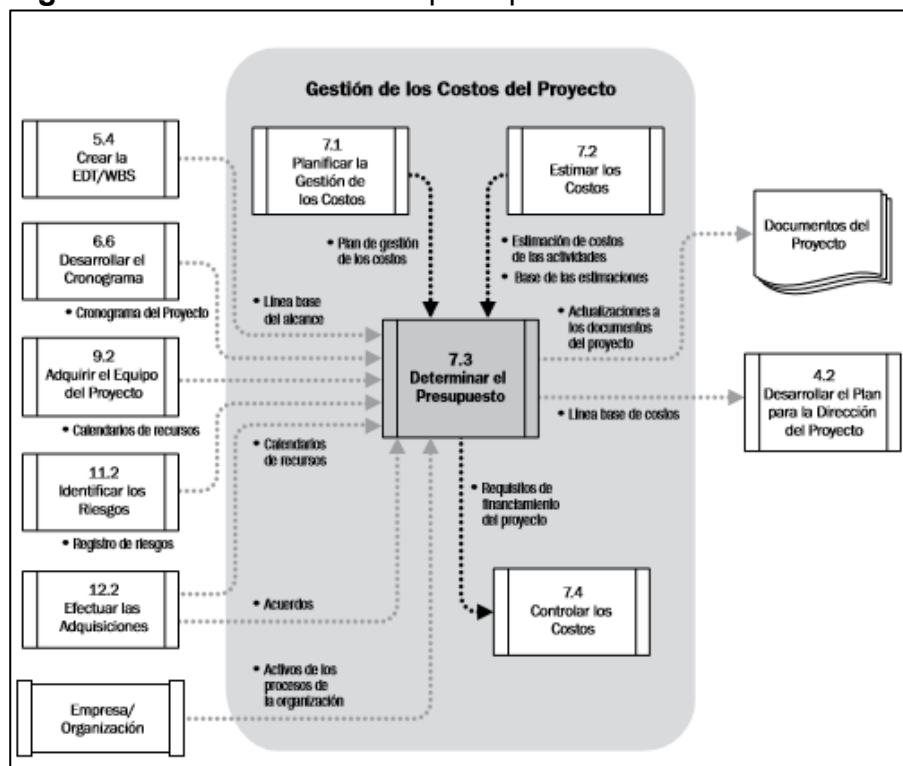 Gestión de los Costos del Proyecto
5.4
Crear la
EDT/WBS
7.1
Planificar la
Gestión de
los Costos
7.2
Estimar los
Costos
Documentos del
Proyecto
6.6
Desarrollar el
Cronograma
• Cronograma del Proyecto
• Plan de gestión
de los costos
• Estimación de costos
de las actividades
• Base de las estimaciones
• Línea base
del alcance
• Actualizaciones a
los documentos
del proyecto
9.2
Adquirir el Equipo
del Proyecto
• Calendarios de recursos
7.3
Determinar el
Presupuesto
• Línea base de costos
4.2
Desarrollar el Plan
para la Dirección
del Proyecto
• Calendarios
de recursos
11.2
Identificar los
Riesgos
• Registro de riesgos
• Requisitos de
financiamiento
del proyecto
12.2
Efectuar las
Adquisiciones
• Acuerdos
7.4
Controlar los
Costos
• Activos de los
procesos de
la organización
Empresa/
Organización